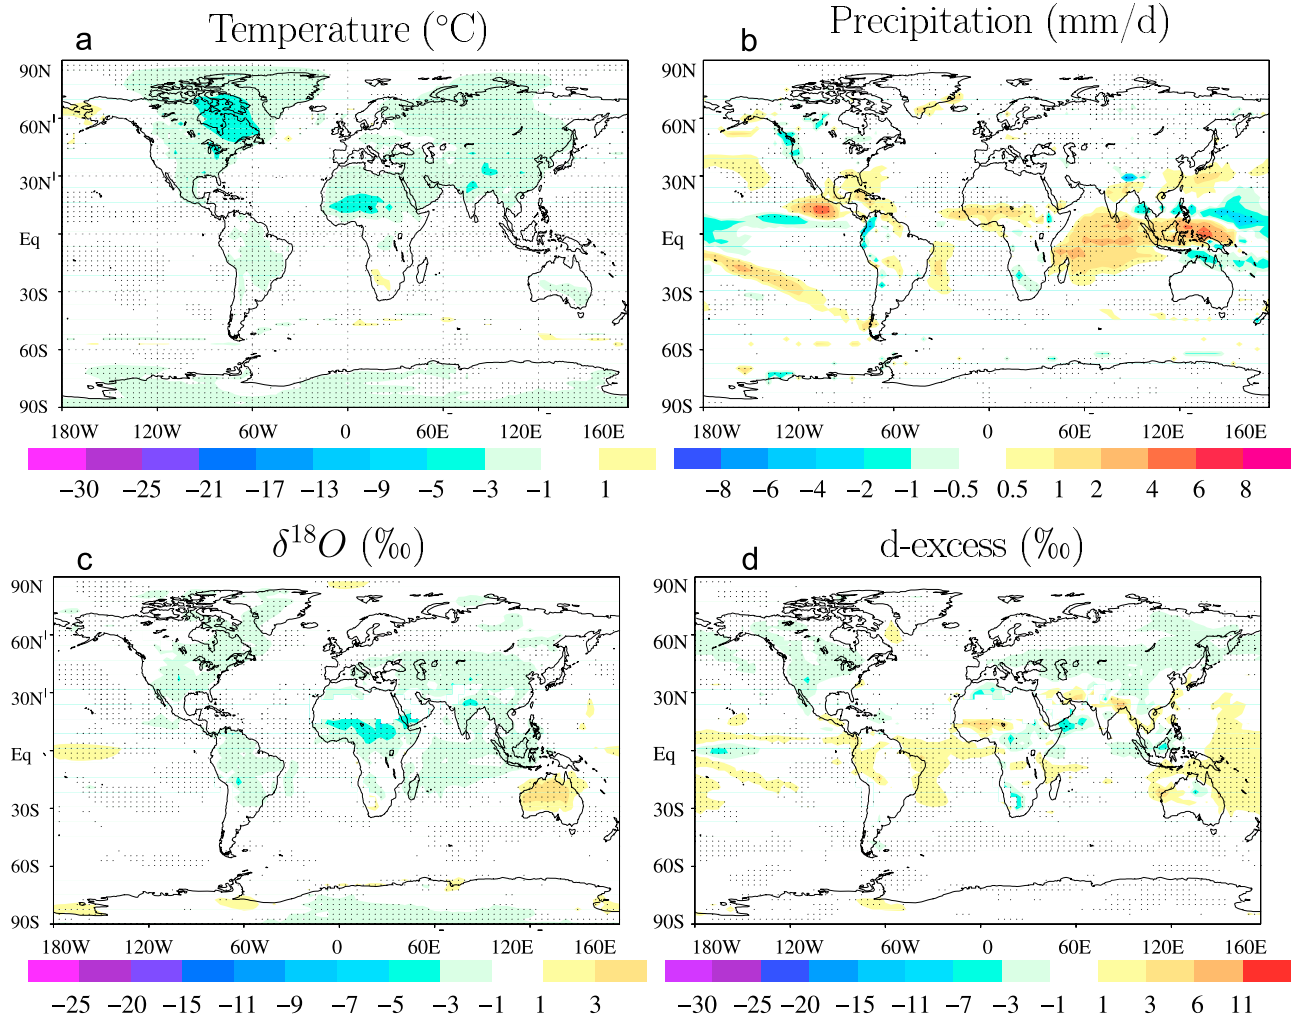 a Temperature (°C)
b Precipitation (mm/d)
90N
60N
30N
Eq
30S
60S
90S
180W 120W 60W 0 60E 120E 160E
90N
60N
30N
Eq
30S
60S
90S
180W 120W 60W 0 60E 120E 160E
−30 −25 −21 −17 −13 −9 −5 −3 −1 1
−8 −6 −4 −2 −1 −0.5 0.5 1 2 4 6 8
c δ¹⁸O (‰)
d d-excess (‰)
90N
60N
30N
Eq
30S
60S
90S
180W 120W 60W 0 60E 120E 160E
90N
60N
30N
Eq
30S
60S
90S
180W 120W 60W 0 60E 120E 160E
−25 −20 −15 −11 −9 −7 −5 −3 −1 1 3
−30 −25 −20 −15 −11 −7 −3 −1 1 3 6 11